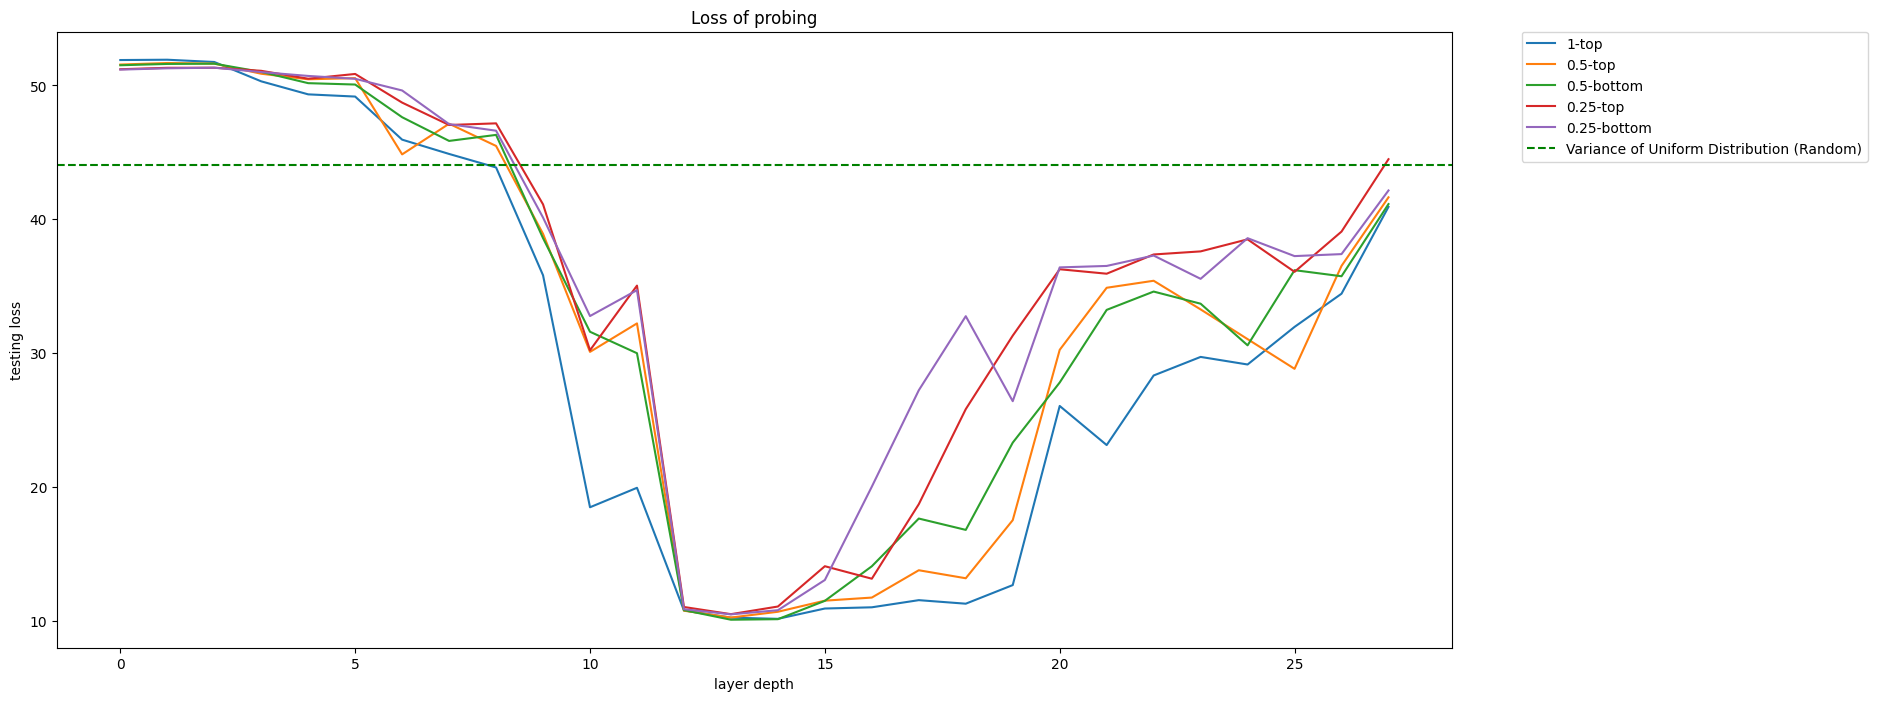 Loss of probing
1-top
0.5-top
0.5-bottom
0.25-top
0.25-bottom
Variance of Uniform Distribution (Random)
testing loss
50
40
30
20
10
0
5
10
15
20
25
layer depth